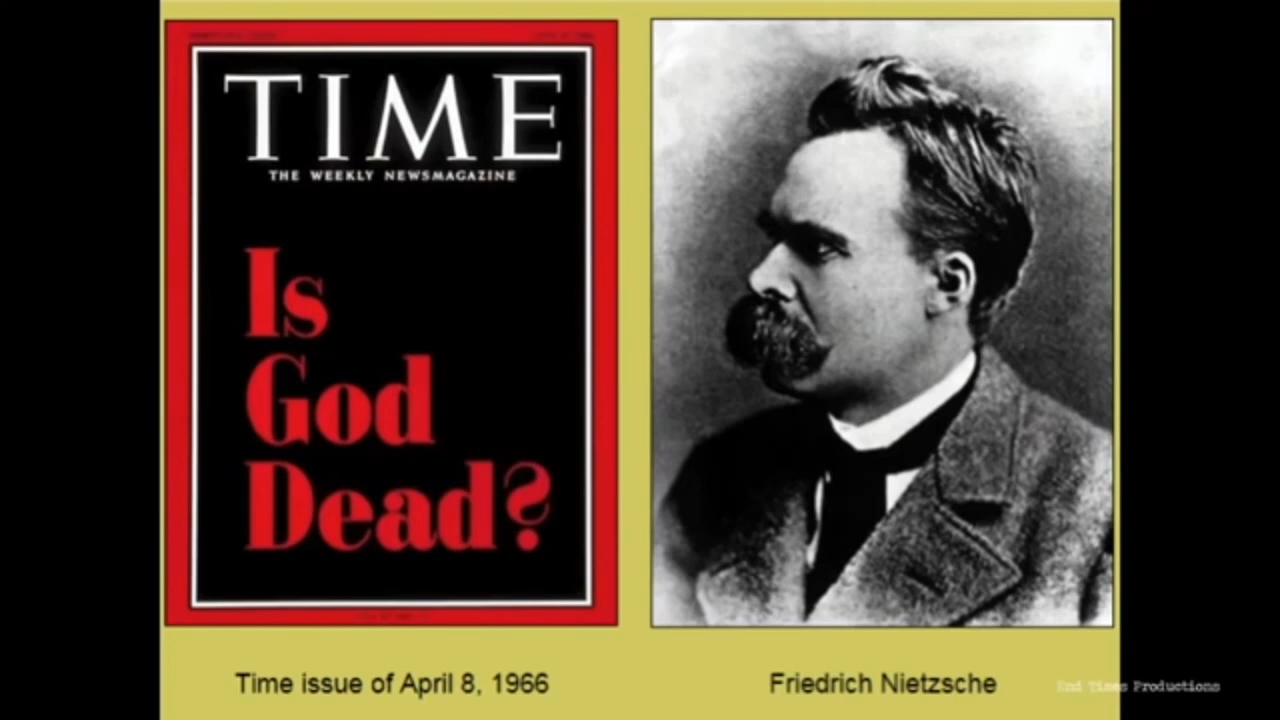 TIME
THE WEEKLY NEWSMAGAZINE
Is
God
Dead?
Time issue of April 8, 1966
Friedrich Nietzsche
End Times Productions